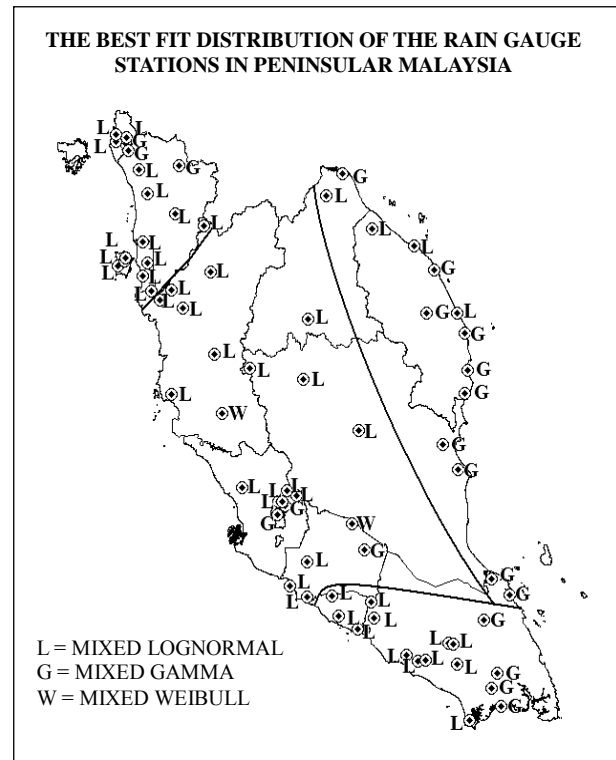 THE BEST FIT DISTRIBUTION OF THE RAIN GAUGE
STATIONS IN PENINSULAR MALAYSIA
L L
G
L
G
L G G
L L
L L L
L L
L G
L L
L
L L
L L
L G L
L G
L L
L G
L G
W
L G
G
L L L
L L
G G
W
G
L
G
L L G
L L L
G
L L
L L
L L L
G
G
G
L
L = MIXED LOGNORMAL
G = MIXED GAMMA
W = MIXED WEIBULL